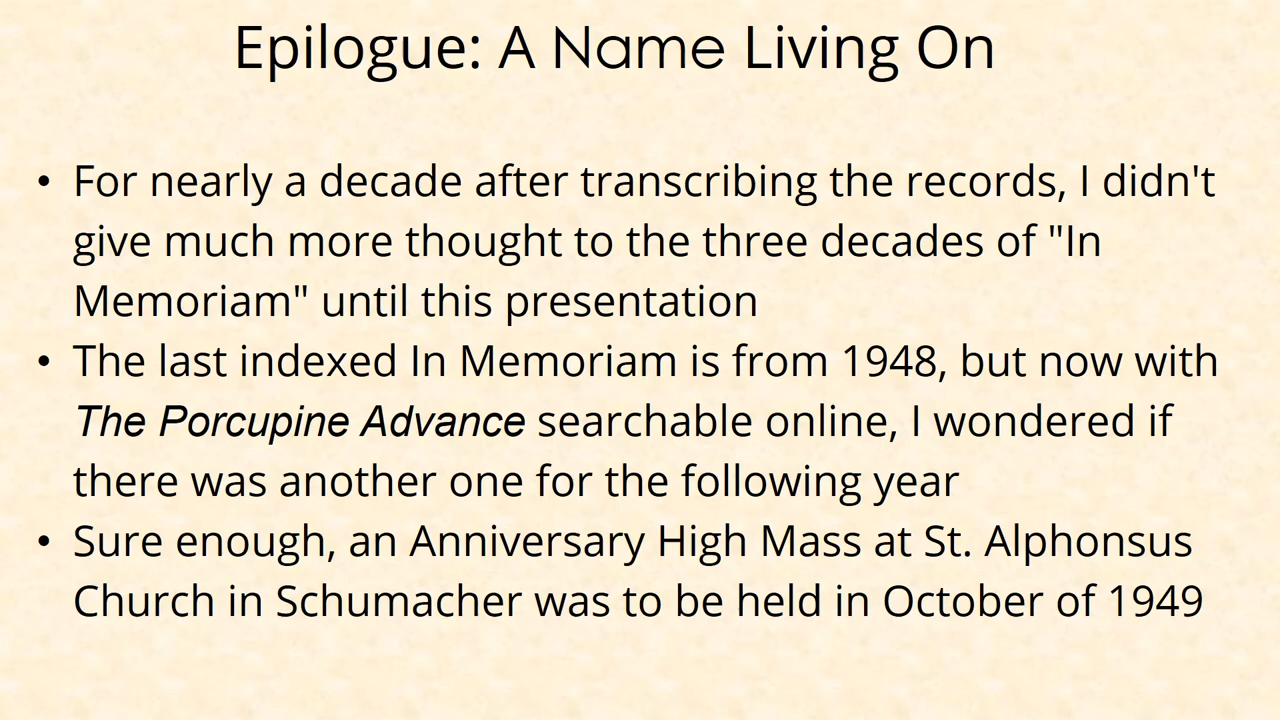 Epilogue: A Name Living On
• For nearly a decade after transcribing the records, I didn't
give much more thought to the three decades of "In
Memoriam" until this presentation
• The last indexed In Memoriam is from 1948, but now with
The Porcupine Advance searchable online, I wondered if
there was another one for the following year
• Sure enough, an Anniversary High Mass at St. Alphonsus
Church in Schumacher was to be held in October of 1949